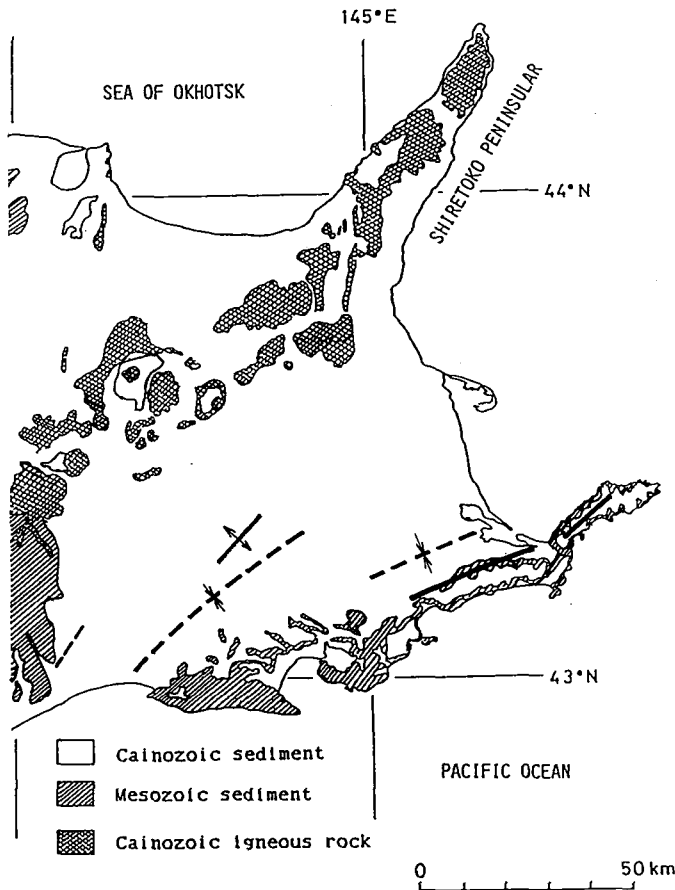 145°E
SEA OF OKHOTSK
SHIRETOKO PENINSULAR
44°N
43°N
Cainozoic sediment
Mesozoic sediment
Cainozoic igneous rock
PACIFIC OCEAN
0 50 km